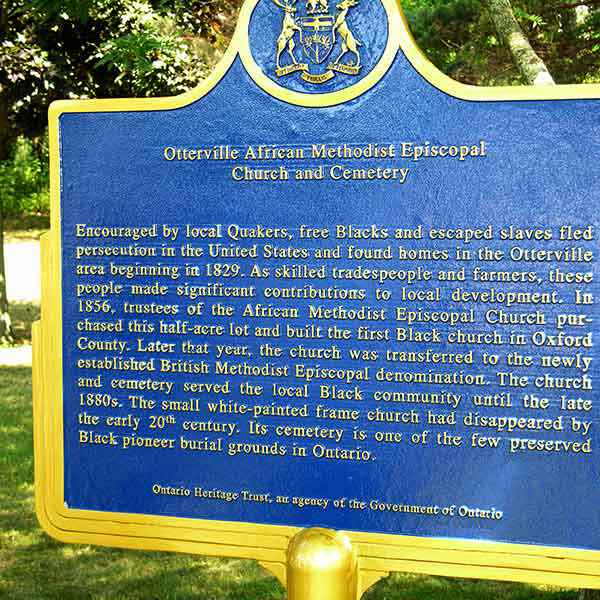 Otterville African Methodist Episcopal
Church and Cemetery
Encouraged by local Quakers, free Blacks and escaped slaves fled
persecution in the United States and found homes in the Otterville
area beginning in 1829. As skilled tradespeople and farmers, these
people made significant contributions to local development. In
1856, trustees of the African Methodist Episcopal Church pur-
chased this half-acre lot and built the first Black church in Oxford
County. Later that year, the church was transferred to the newly
established British Methodist Episcopal denomination. The church
and cemetery served the local Black community until the late
1880s. The small white-painted frame church had disappeared by
the early 20th century. Its cemetery is one of the few preserved
Black pioneer burial grounds in Ontario.
Ontario Heritage Trust, an agency of the Government of Ontario